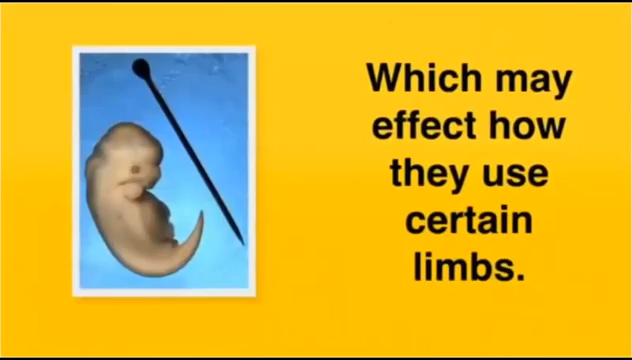 Which may
effect how
they use
certain
limbs.